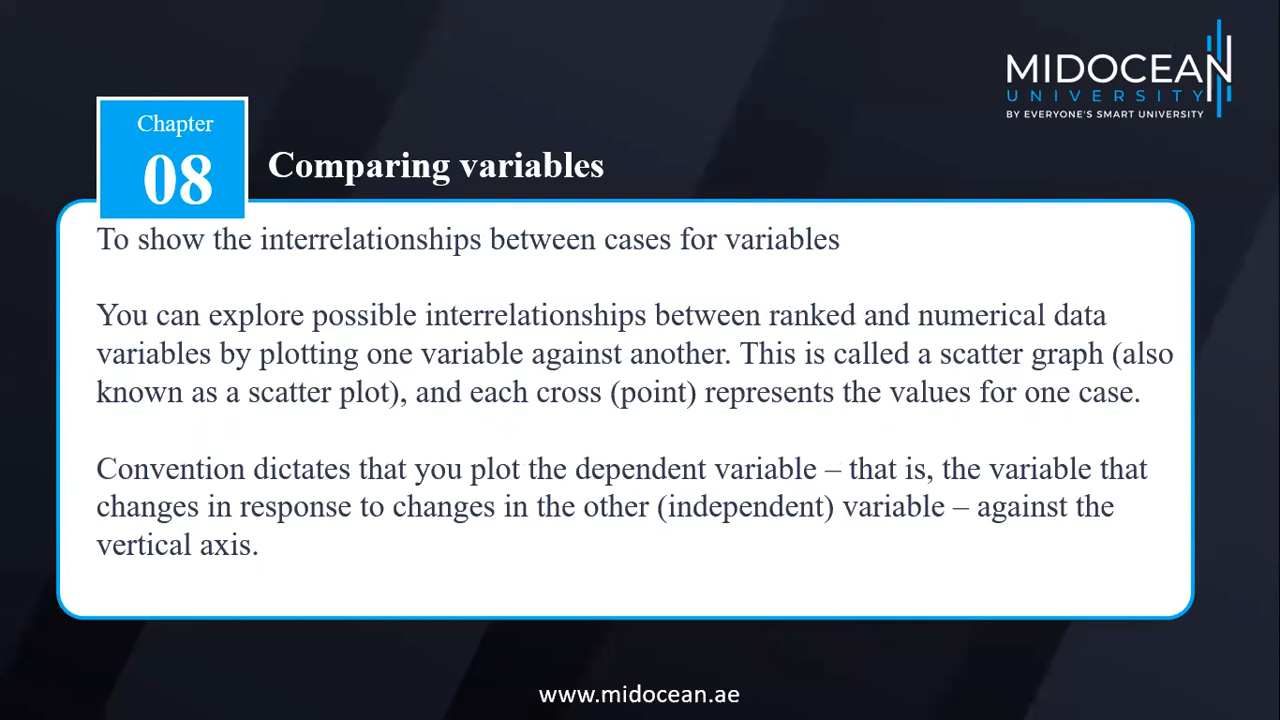 MIDOCEAN
UNIVERSITY
BY EVERYONE'S SMART UNIVERSITY
Chapter
08
Comparing variables
To show the interrelationships between cases for variables
You can explore possible interrelationships between ranked and numerical data
variables by plotting one variable against another. This is called a scatter graph (also
known as a scatter plot), and each cross (point) represents the values for one case.
Convention dictates that you plot the dependent variable – that is, the variable that
changes in response to changes in the other (independent) variable – against the
vertical axis.
www.midocean.ae